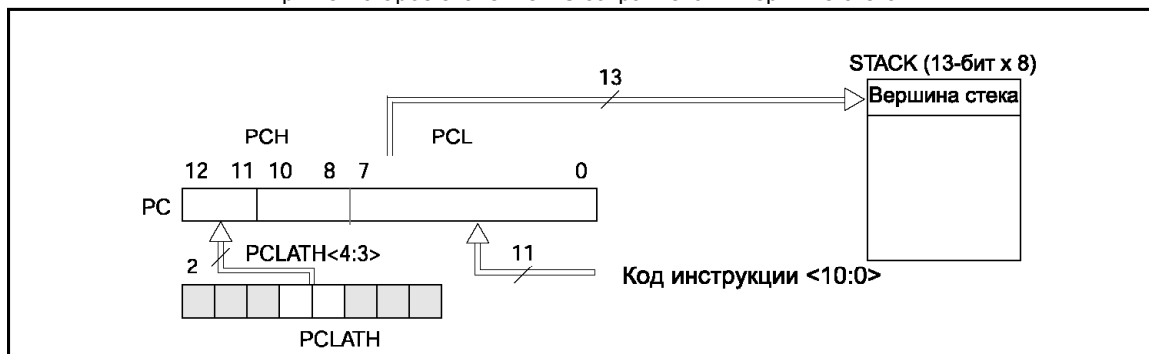 STACK (13-бит x 8)
13
Вершина стека
PCH PCL
12 11 10 8 7 0
PC
2 PCLATH<4:3> 11
Код инструкции <10:0>
PCLATH